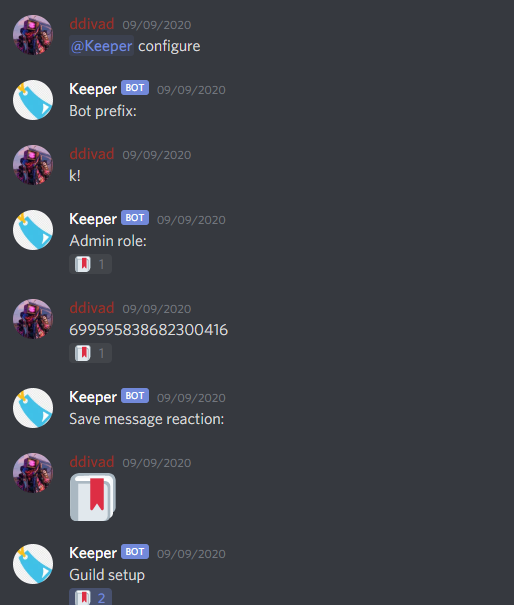 ddivad 09/09/2020
@Keeper configure
Keeper BOT 09/09/2020
Bot prefix:
ddivad 09/09/2020
k!
Keeper BOT 09/09/2020
Admin role:
1
ddivad 09/09/2020
699595838682300416
1
Keeper BOT 09/09/2020
Save message reaction:
ddivad 09/09/2020
Keeper BOT 09/09/2020
Guild setup
2